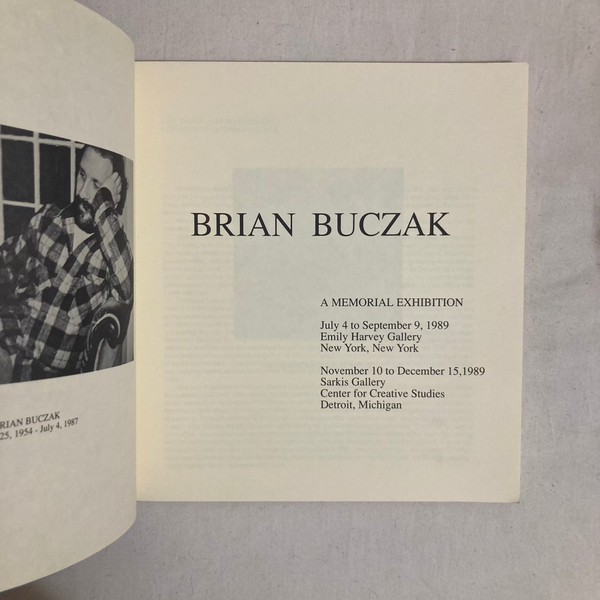 RIAN BUCZAK
25, 1954 - July 4, 1987
BRIAN BUCZAK
A MEMORIAL EXHIBITION
July 4 to September 9, 1989
Emily Harvey Gallery
New York, New York
November 10 to December 15,1989
Sarkis Gallery
Center for Creative Studies
Detroit, Michigan